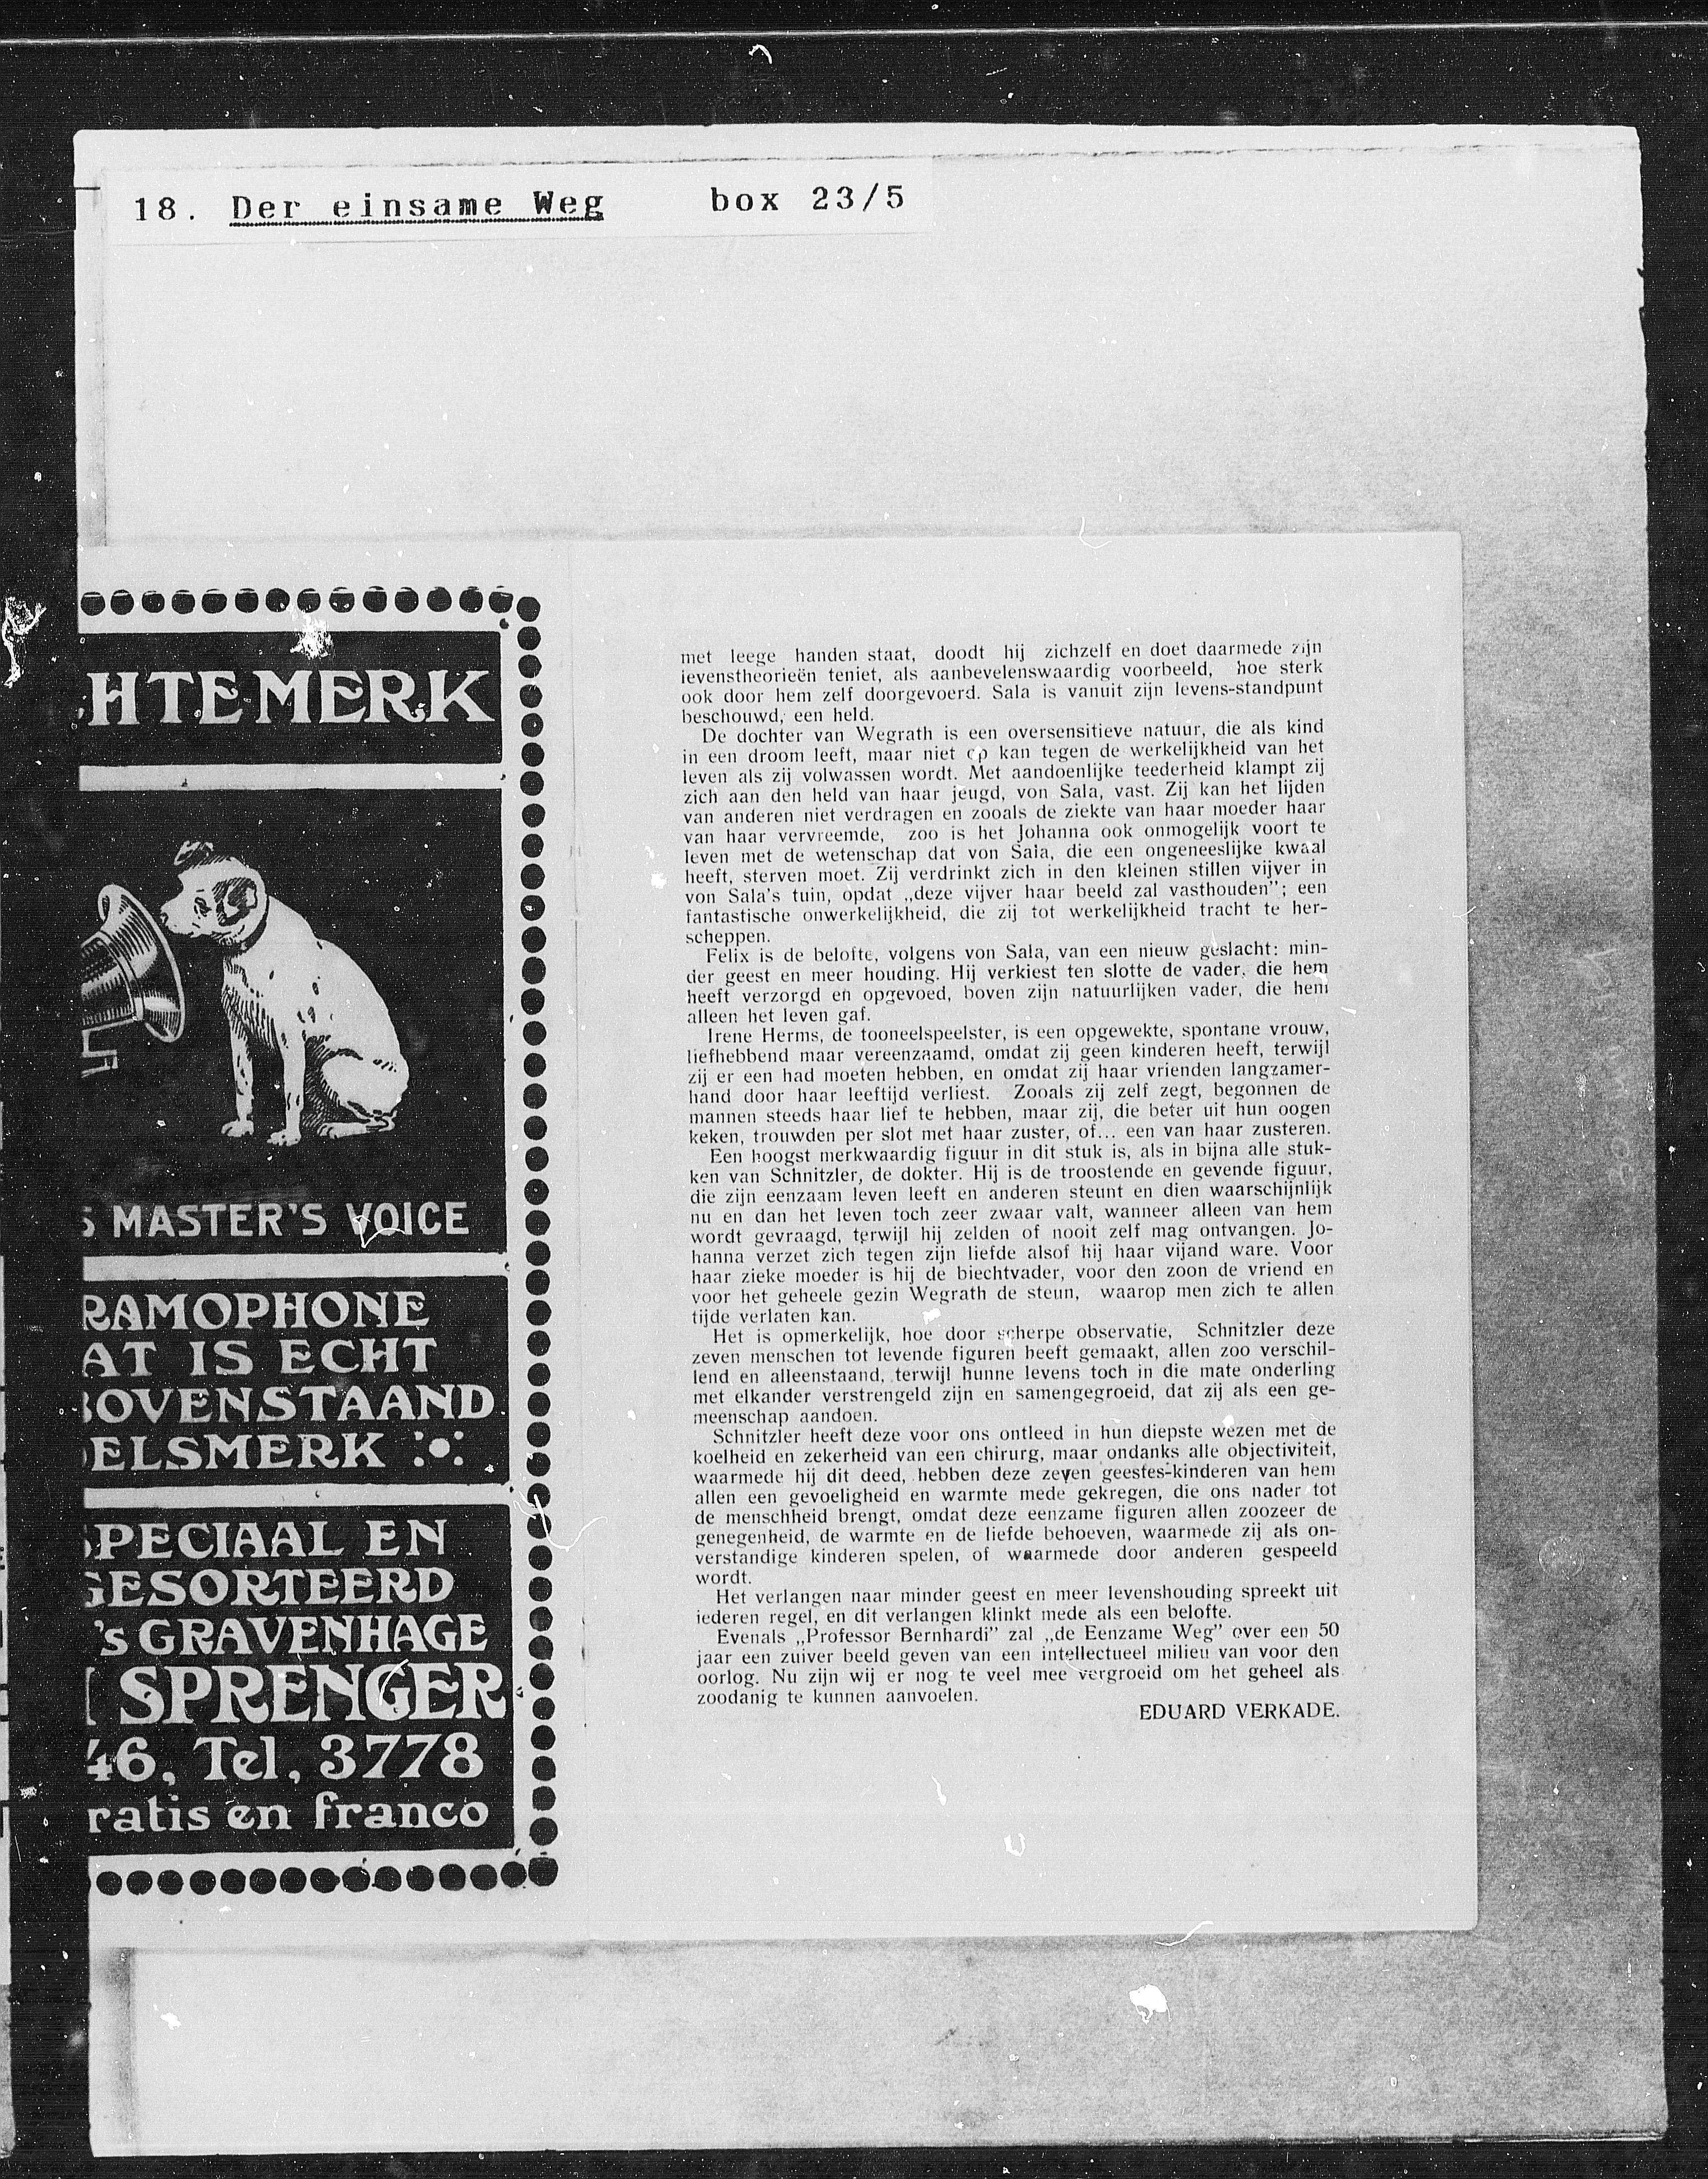 18. Der einsame Weg box 23/5
HTE MERK
MASTER'S VOICE
RAMOPHONE
AT IS ECHT
BOVENSTAAND
ELSMERK
SPECIAAL EN
GESORTEERD
's GRAVENHAGE
SPRENGER
46, Tel, 3778
ratis en franco
met leege handen staat, doodt hij zichzelf en doet daarmede zijn
levenstheorieën teniet, als aanbevelenswaardig voorbeeld, hoe sterk
ook door hem zelf doorgevoerd. Sala is vanuit zijn levens-standpunt
beschouwd, een held.
De dochter van Wegrath is een oversensitieve natuur, die als kind
in een droom leeft, maar niet op kan tegen de werkelijkheid van het
leven als zij volwassen wordt. Met aandoenlijke teederheid klampt zij
zich aan den held van haar jeugd, von Sala, vast. Zij kan het lijden
van anderen niet verdragen en zooals de ziekte van haar moeder haar
van haar vervreemde, zoo is het Johanna ook onmogelijk voort te
leven met de wetenschap dat von Sala, die een ongeneeslijke kwaal
heeft, sterven moet. Zij verdrinkt zich in den kleinen stillen vijver in
von Sala's tuin, opdat „deze vijver haar beeld zal vasthouden"; een
fantastische onwerkelijkheid, die zij tot werkelijkheid tracht te her-
scheppen.
Felix is de belofte, volgens von Sala, van een nieuw geslacht: min-
der geest en meer houding. Hij verkiest ten slotte de vader, die hem
heeft verzorgd en opgevoed, boven zijn natuurlijken vader, die hem
alleen het leven gaf.
Irene Herms, de tooneelspeelster, is een opgewekte, spontane vrouw,
liefhebbend maar vereenzaamd, omdat zij geen kinderen heeft, terwijl
zij er een had moeten hebben, en omdat zij haar vrienden langzamer-
hand door haar leeftijd verliest. Zooals zij zelf zegt, begonnen de
mannen steeds haar lief te hebben, maar zij, die beter uit hun oogen
keken, trouwden per slot met haar zuster, of... een van haar zusteren.
Een hoogst merkwaardig figuur in dit stuk is, als in bijna alle stuk-
ken van Schnitzler, de dokter. Hij is de troostende en gevende figuur,
die zijn eenzaam leven leeft en anderen steunt en dien waarschijnlijk
nu en dan het leven toch zeer zwaar valt, wanneer alleen van hem
wordt gevraagd, terwijl hij zelden of nooit zelf mag ontvangen. Jo-
hanna verzet zich tegen zijn liefde alsof hij haar vijand ware. Voor
haar zieke moeder is hij de biechtvader, voor den zoon de vriend en
voor het geheele gezin Wegrath de steun, waarop men zich te allen
tijde verlaten kan.
Het is opmerkelijk, hoe door scherpe observatie, Schnitzler deze
zeven menschen tot levende figuren heeft gemaakt, allen zoo verschil-
lend en alleenstaand, terwijl hunne levens toch in die mate onderling
met elkander verstrengeld zijn en samengegroeid, dat zij als een ge-
meenschap aandoen.
Schnitzler heeft deze voor ons ontleed in hun diepste wezen met de
koelheid en zekerheid van een chirurg, maar ondanks alle objectiviteit,
waarmede hij dit deed, hebben deze zeven geestes-kinderen van hem
allen een gevoeligheid en warmte mede gekregen, die ons nader tot
de menschheid brengt, omdat deze eenzame figuren allen zoozeer de
genegenheid, de warmte en de liefde behoeven, waarmede zij als on-
verstandige kinderen spelen, of waarmede door anderen gespeeld
wordt.
Het verlangen naar minder geest en meer levenshouding spreekt uit
iederen regel, en dit verlangen klinkt mede als een belofte.
Evenals „Professor Bernhardi" zal „de Eenzame Weg" over een 50
jaar een zuiver beeld geven van een intellectueel milieu van voor den
oorlog. Nu zijn wij er nog te veel mee vergroeid om het geheel als
zoodanig te kunnen aanvoelen.
EDUARD VERKADE.